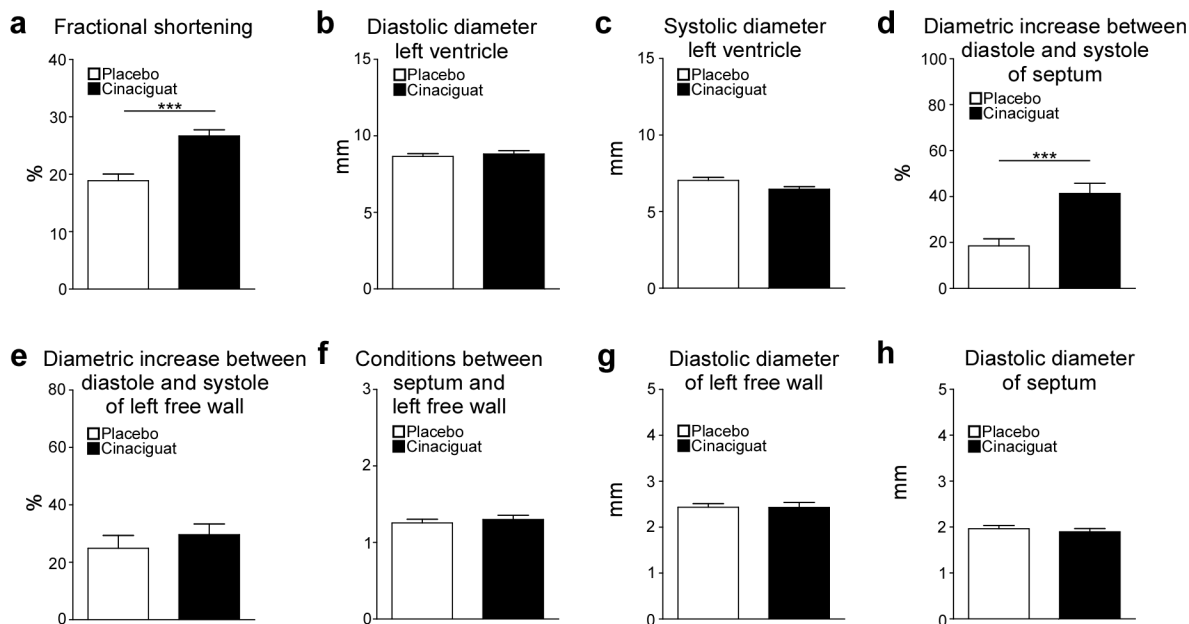 a Fractional shortening
40
30
20
10
0
%
Placebo
Cinaciguat
***
b Diastolic diameter
left ventricle
15
10
5
0
mm
Placebo
Cinaciguat
c Systolic diameter
left ventricle
15
10
5
0
mm
Placebo
Cinaciguat
d Diametric increase between
diastole and systole
of septum
100
80
60
40
20
0
%
Placebo
Cinaciguat
***
e Diametric increase between
diastole and systole
of left free wall
80
60
40
20
0
%
Placebo
Cinaciguat
f Conditions between
septum and
left free wall
3
2
1
0
Placebo
Cinaciguat
g Diastolic diameter
of left free wall
5
4
3
2
1
0
mm
Placebo
Cinaciguat
h Diastolic diameter
of septum
5
4
3
2
1
0
mm
Placebo
Cinaciguat